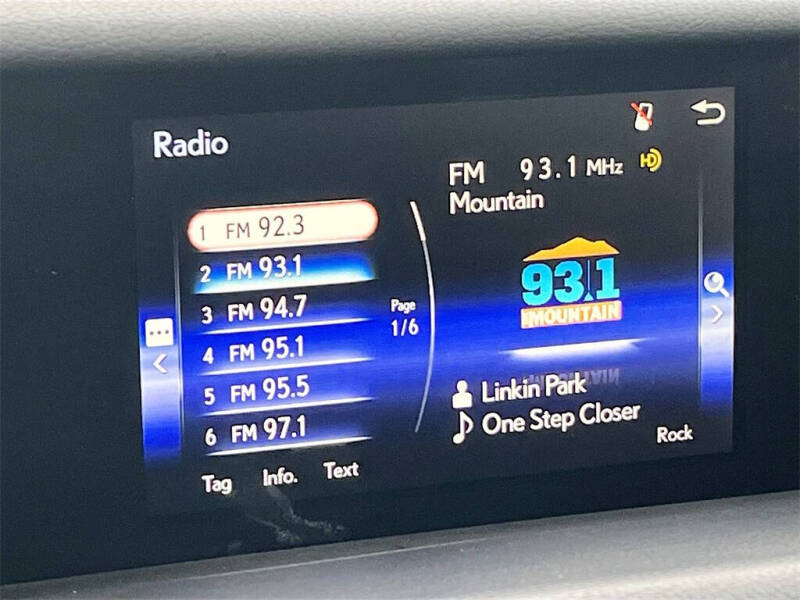 Radio
FM 93.1 MHz HD
Mountain
1 FM 92.3
2 FM 93.1
3 FM 94.7
4 FM 95.1
5 FM 95.5
6 FM 97.1
Page
1/6
93.1
THE MOUNTAIN
Linkin Park
One Step Closer
Rock
Tag Info. Text